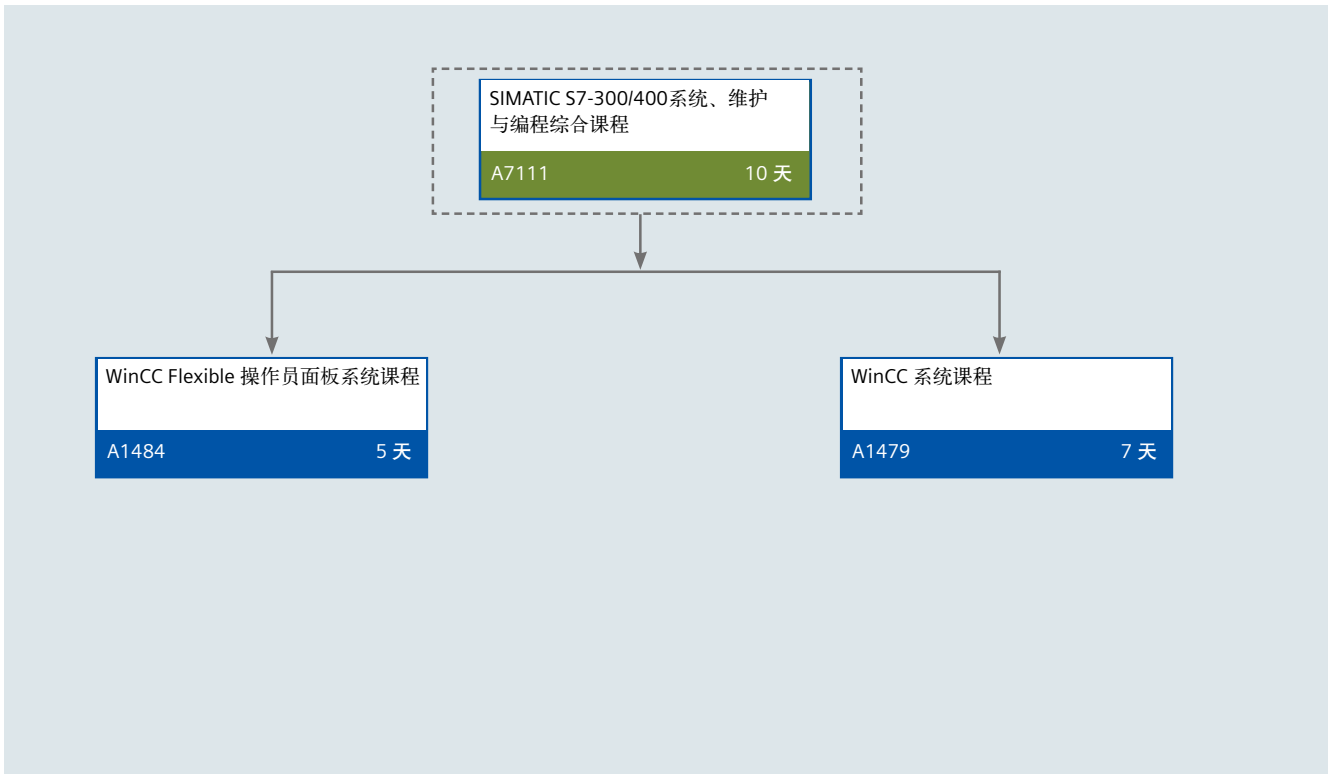 SIMATIC S7-300/400系统、维护
与编程综合课程
A7111 10 天
WinCC Flexible 操作员面板系统课程
A1484 5 天
WinCC 系统课程
A1479 7 天